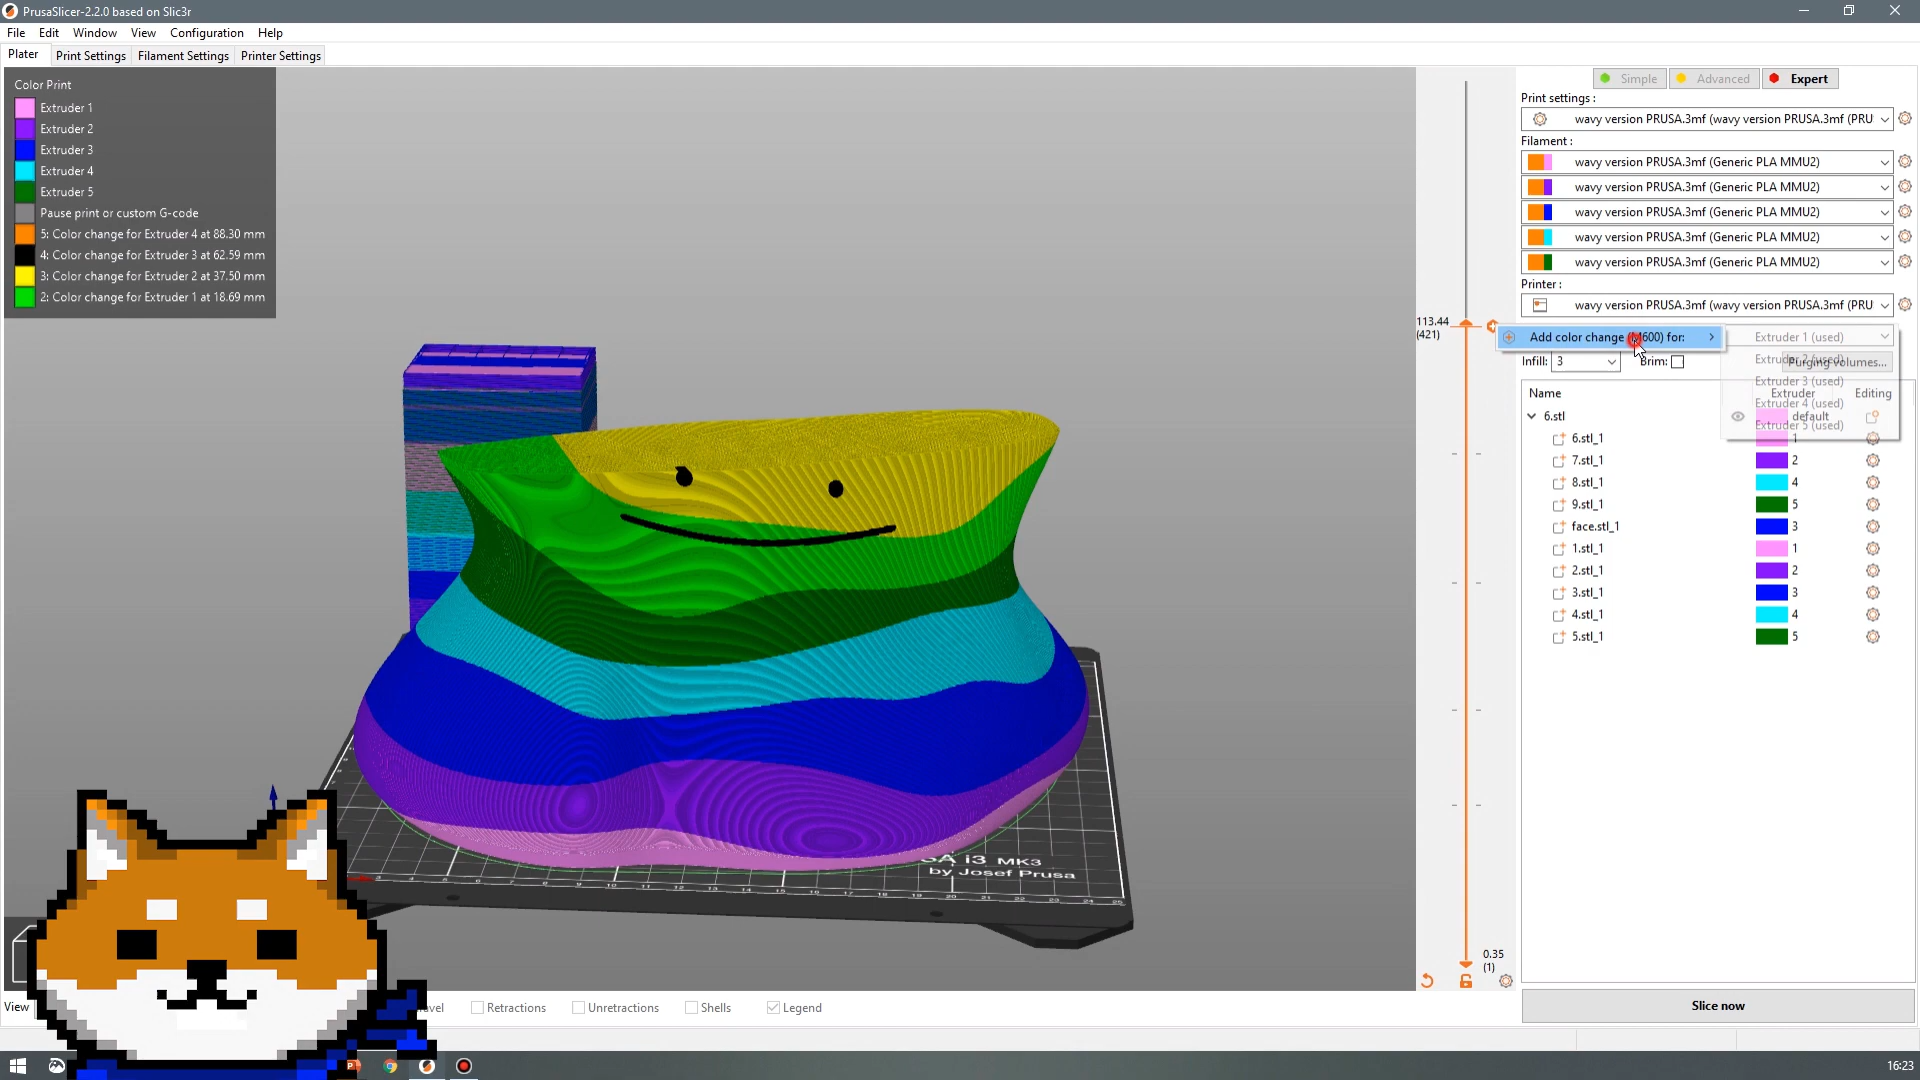 PrusaSlicer-2.2.0 based on Slic3r
File Edit Window View Configuration Help
Plater Print Settings Filament Settings Printer Settings
Color Print
Extruder 1
Extruder 2
Extruder 3
Extruder 4
Extruder 5
Pause print or custom G-code
5: Color change for Extruder 4 at 88.30 mm
4: Color change for Extruder 3 at 62.59 mm
3: Color change for Extruder 2 at 37.50 mm
2: Color change for Extruder 1 at 18.69 mm
SA i3 MK3
by Josef Prusa
113.44
(421)
0.35
(1)
Simple Advanced Expert
Print settings :
wavy version PRUSA.3mf (wavy version PRUSA.3mf (PRU
Filament :
wavy version PRUSA.3mf (Generic PLA MMU2)
wavy version PRUSA.3mf (Generic PLA MMU2)
wavy version PRUSA.3mf (Generic PLA MMU2)
wavy version PRUSA.3mf (Generic PLA MMU2)
wavy version PRUSA.3mf (Generic PLA MMU2)
Printer :
wavy version PRUSA.3mf (wavy version PRUSA.3mf (PRU
Add color change (M600) for:
Extruder 1 (used)
Extruder 2 (used)
Extruder 3 (used)
Extruder 4 (used)
Extruder 5 (used)
Infill: 3 Brim: Purging volumes...
Name Extruder Editing
6.stl default
6.stl_1 1
7.stl_1 2
8.stl_1 4
9.stl_1 5
face.stl_1 3
1.stl_1 1
2.stl_1 2
3.stl_1 3
4.stl_1 4
5.stl_1 5
Slice now
View Retractions Unretractions Shells Legend
16:23